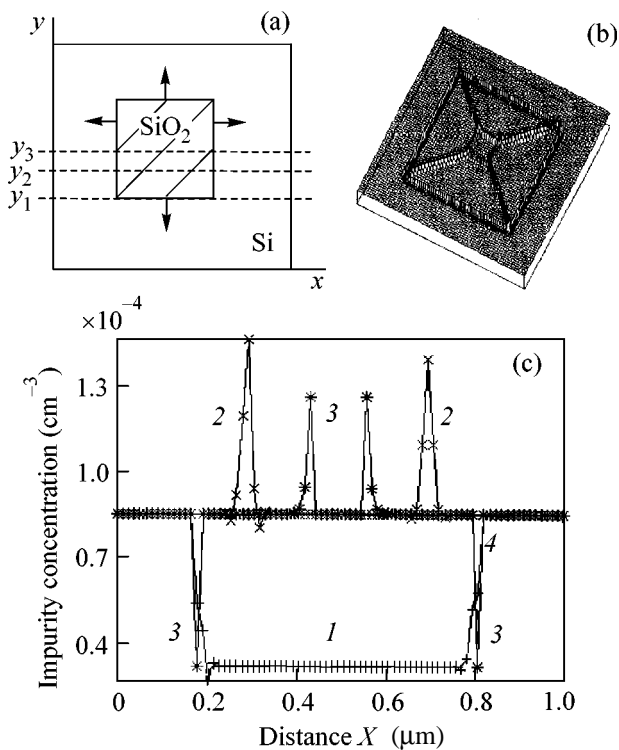 y
(a)
SiO₂
y₃
y₂
y₁
Si
x
(b)
×10⁻⁴
(c)
1.3
1.0
0.7
0.4
Impurity concentration (cm⁻³)
2
3
2
4
3
1
3
0
0.2
0.4
0.6
0.8
1.0
Distance X (μm)